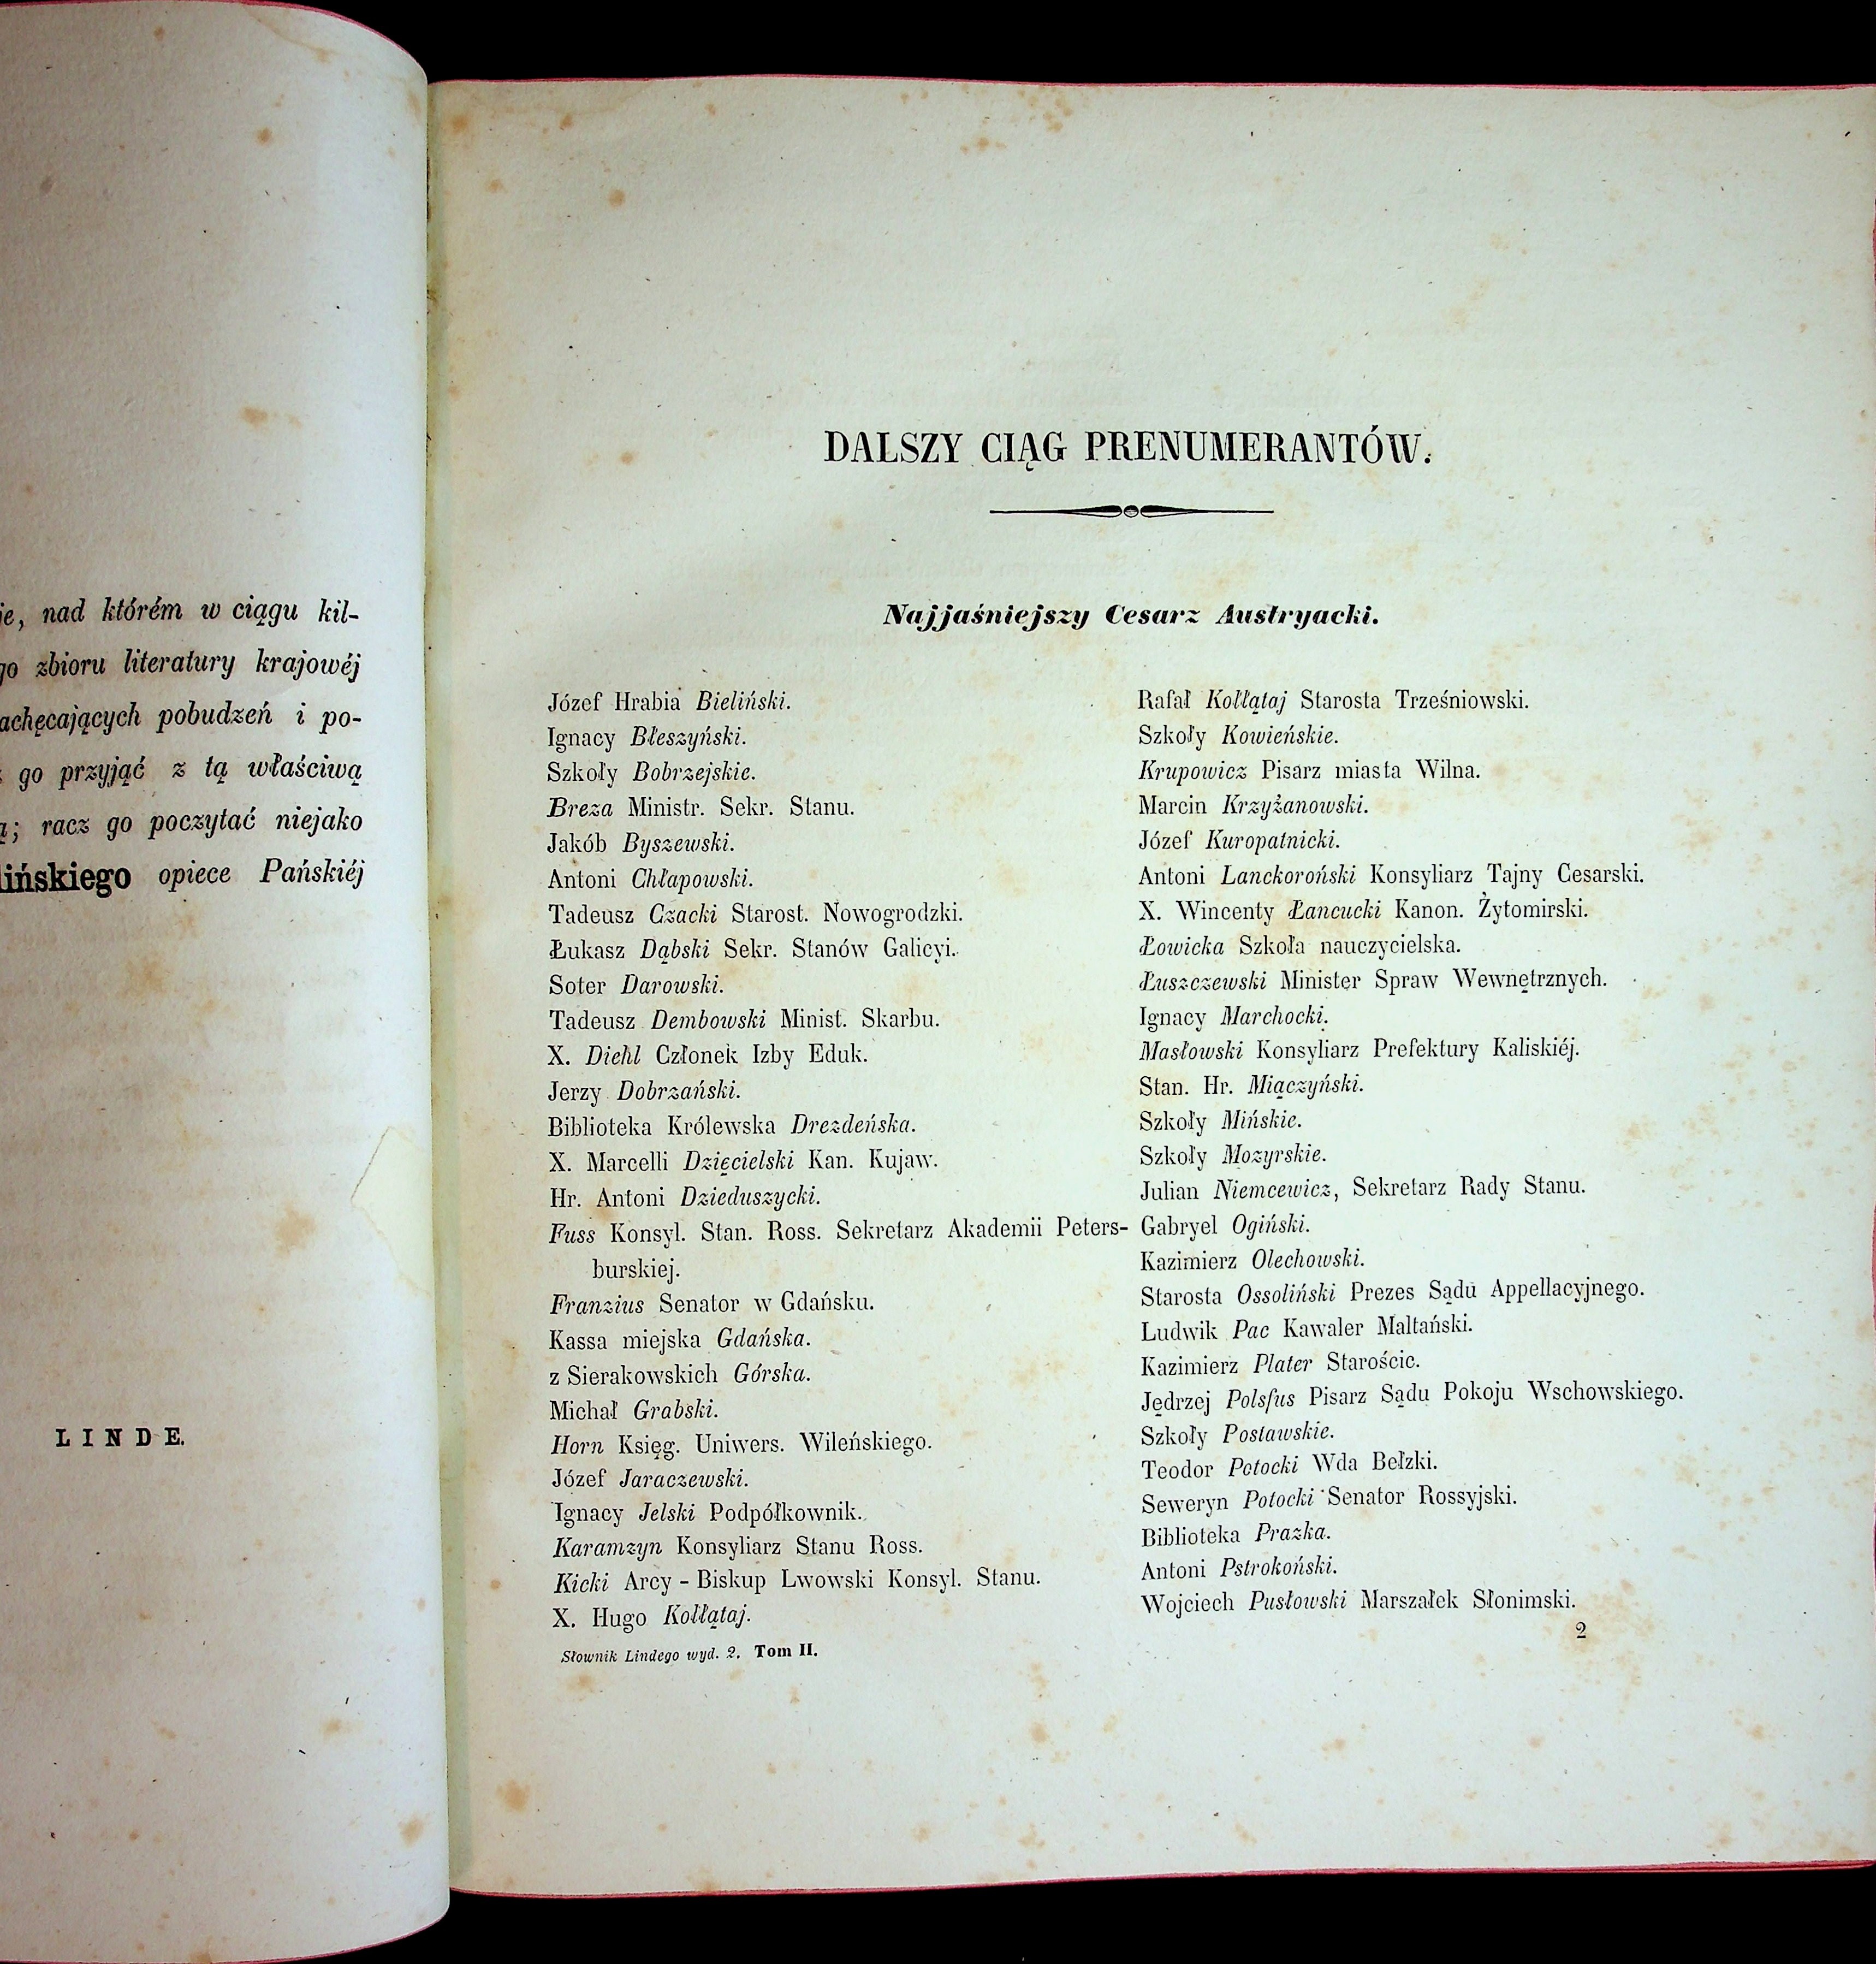 nad którém w ciągu kil-
zbioru literatury krajowéj
pobudzeń i po-
go przyjąć z tą właściwą
racz go poczytać niejako
opiece Pańskiéj
LINDE.
DALSZY CIĄG PRENUMERANTÓW.
Najjaśniejszy Cesarz Austryacki.
Józef Hrabia Bieliński.
Ignacy Błeszyński.
Szkoły Bobrzejskie.
Breza Ministr. Sekr. Stanu.
Jakób Byszewski.
Antoni Chłapowski.
Tadeusz Czacki Starost. Nowogrodzki.
Łukasz Dąbski Sekr. Stanów Galicyi.
Soter Darowski.
Tadeusz Dembowski Minist. Skarbu.
X. Diehl Członek Izby Eduk.
Jerzy Dobrzański.
Biblioteka Królewska Drezdeńska.
X. Marcelli Dzięcielski Kan. Kujaw.
Hr. Antoni Dzieduszycki.
Fuss Konsyl. Stan. Ross. Sekretarz Akademii Peters-
burskiej.
Franzius Senator w Gdańsku.
Kassa miejska Gdańska.
z Sierakowskich Górska.
Michał Grabski.
Horn Księg. Uniwers. Wileńskiego.
Józef Jaraczewski.
Ignacy Jelski Podpółkownik.
Karamzyn Konsyliarz Stanu Ross.
Kicki Arcy-Biskup Lwowski Konsyl. Stanu.
X. Hugo Kołłątaj.
Słownik Lindego wyd. 2. Tom II.
Rafał Kołłątaj Starosta Trześniowski.
Szkoły Kowieńskie.
Krupowicz Pisarz miasta Wilna.
Marcin Krzyżanowski.
Józef Kuropatnicki.
Antoni Lanckoroński Konsyliarz Tajny Cesarski.
X. Wincenty Łancucki Kanon. Żytomirski.
Łowicka Szkoła nauczycielska.
Łuszczewski Minister Spraw Wewnętrznych.
Ignacy Marchocki.
Masłowski Konsyliarz Prefektury Kaliskiéj.
Stan. Hr. Miączyński.
Szkoły Mińskie.
Szkoły Mozyrskie.
Julian Niemcewicz, Sekretarz Rady Stanu.
Gabryel Ogiński.
Kazimierz Olechowski.
Starosta Ossoliński Prezes Sądu Appellacyjnego.
Ludwik Pac Kawaler Maltański.
Kazimierz Plater Starościc.
Jędrzej Polsfus Pisarz Sądu Pokoju Wschowskiego.
Szkoły Postawskie.
Teodor Potocki Wda Bełzki.
Seweryn Potocki Senator Rossyjski.
Biblioteka Prazka.
Antoni Pstrokoński.
Wojciech Pusłowski Marszałek Słonimski.
2